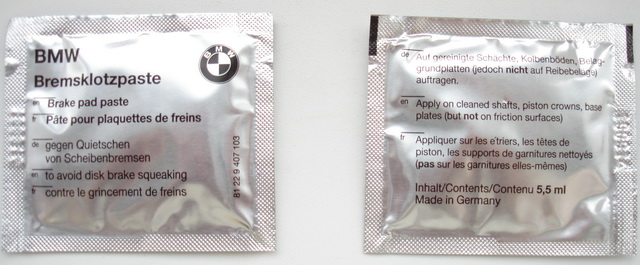 BMW
Bremsklotzpaste
BMW
en Brake pad paste
fr Pâte pour plaquettes de freins
de gegen Quietschen
von Scheibenbremsen
en to avoid disk brake squeaking
fr contre le grincement de freins
81 22 9 407 103
de Auf gereinigte Schächte, Kolbenböden, Belag-
grundplatten (jedoch nicht auf Reibebeläge)
auftragen.
en Apply on cleaned shafts, piston crowns, base
plates (but not on friction surfaces)
fr Appliquer sur les e'triers, les têtes de
piston, les supports de garnitures nettoyés
(pas sur les garnitures elles-mêmes)
Inhalt/Contents/Contenu 5,5 ml
Made in Germany